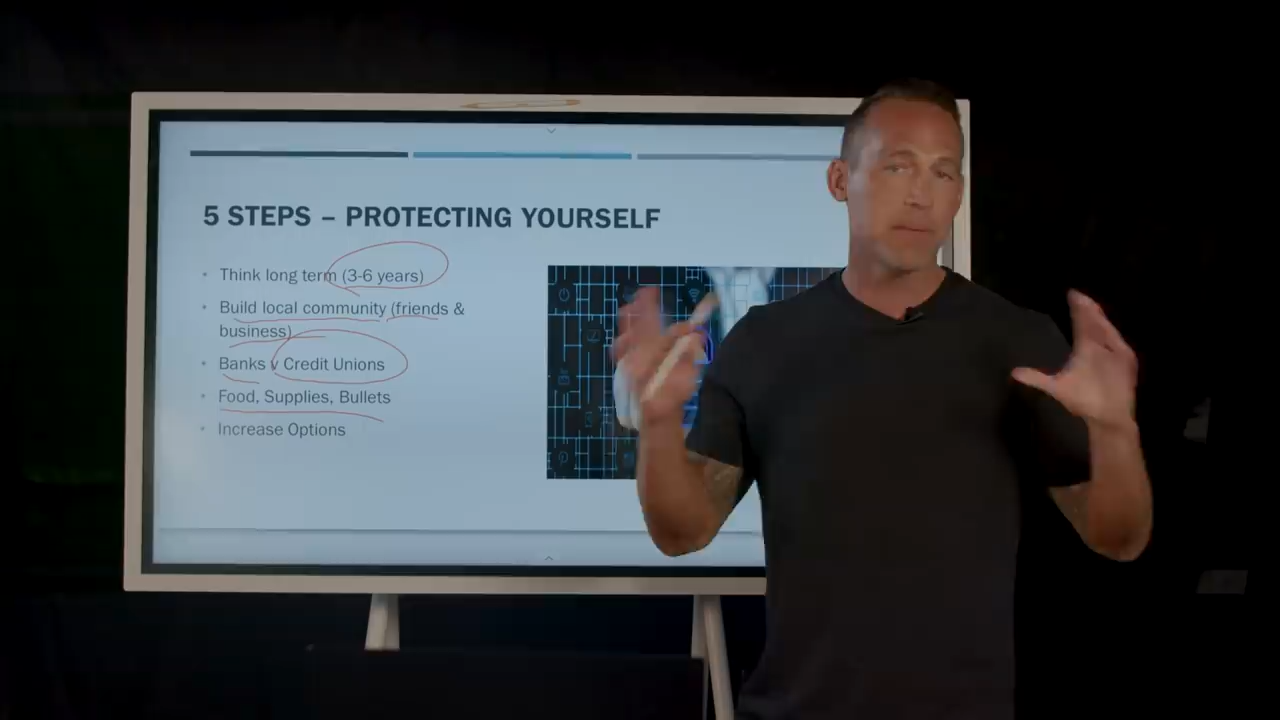 5 STEPS – PROTECTING YOURSELF
• Think long term (3-6 years)
• Build local community (friends &
business)
• Banks v Credit Unions
• Food, Supplies, Bullets
• Increase Options